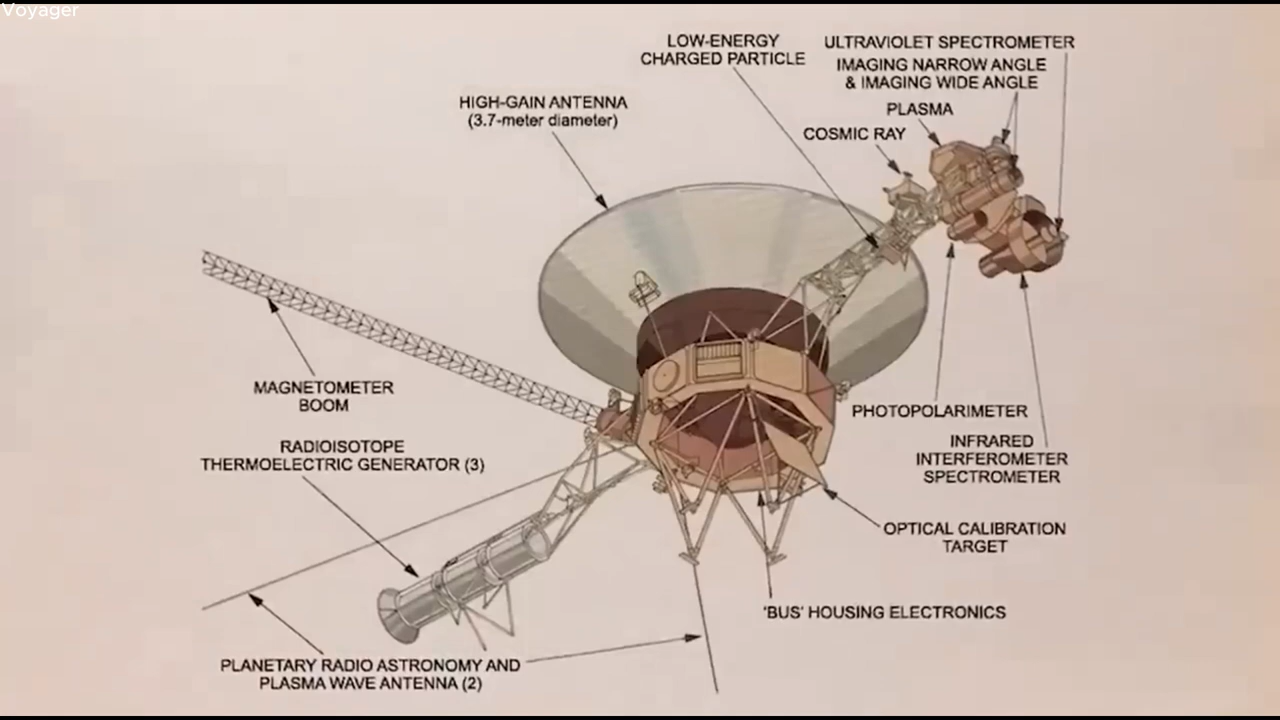 Voyager
LOW-ENERGY
CHARGED PARTICLE
ULTRAVIOLET SPECTROMETER
IMAGING NARROW ANGLE
& IMAGING WIDE ANGLE
PLASMA
COSMIC RAY
HIGH-GAIN ANTENNA
(3.7-meter diameter)
MAGNETOMETER
BOOM
RADIOISOTOPE
THERMOELECTRIC GENERATOR (3)
PHOTOPOLARIMETER
INFRARED
INTERFEROMETER
SPECTROMETER
OPTICAL CALIBRATION
TARGET
'BUS' HOUSING ELECTRONICS
PLANETARY RADIO ASTRONOMY AND
PLASMA WAVE ANTENNA (2)